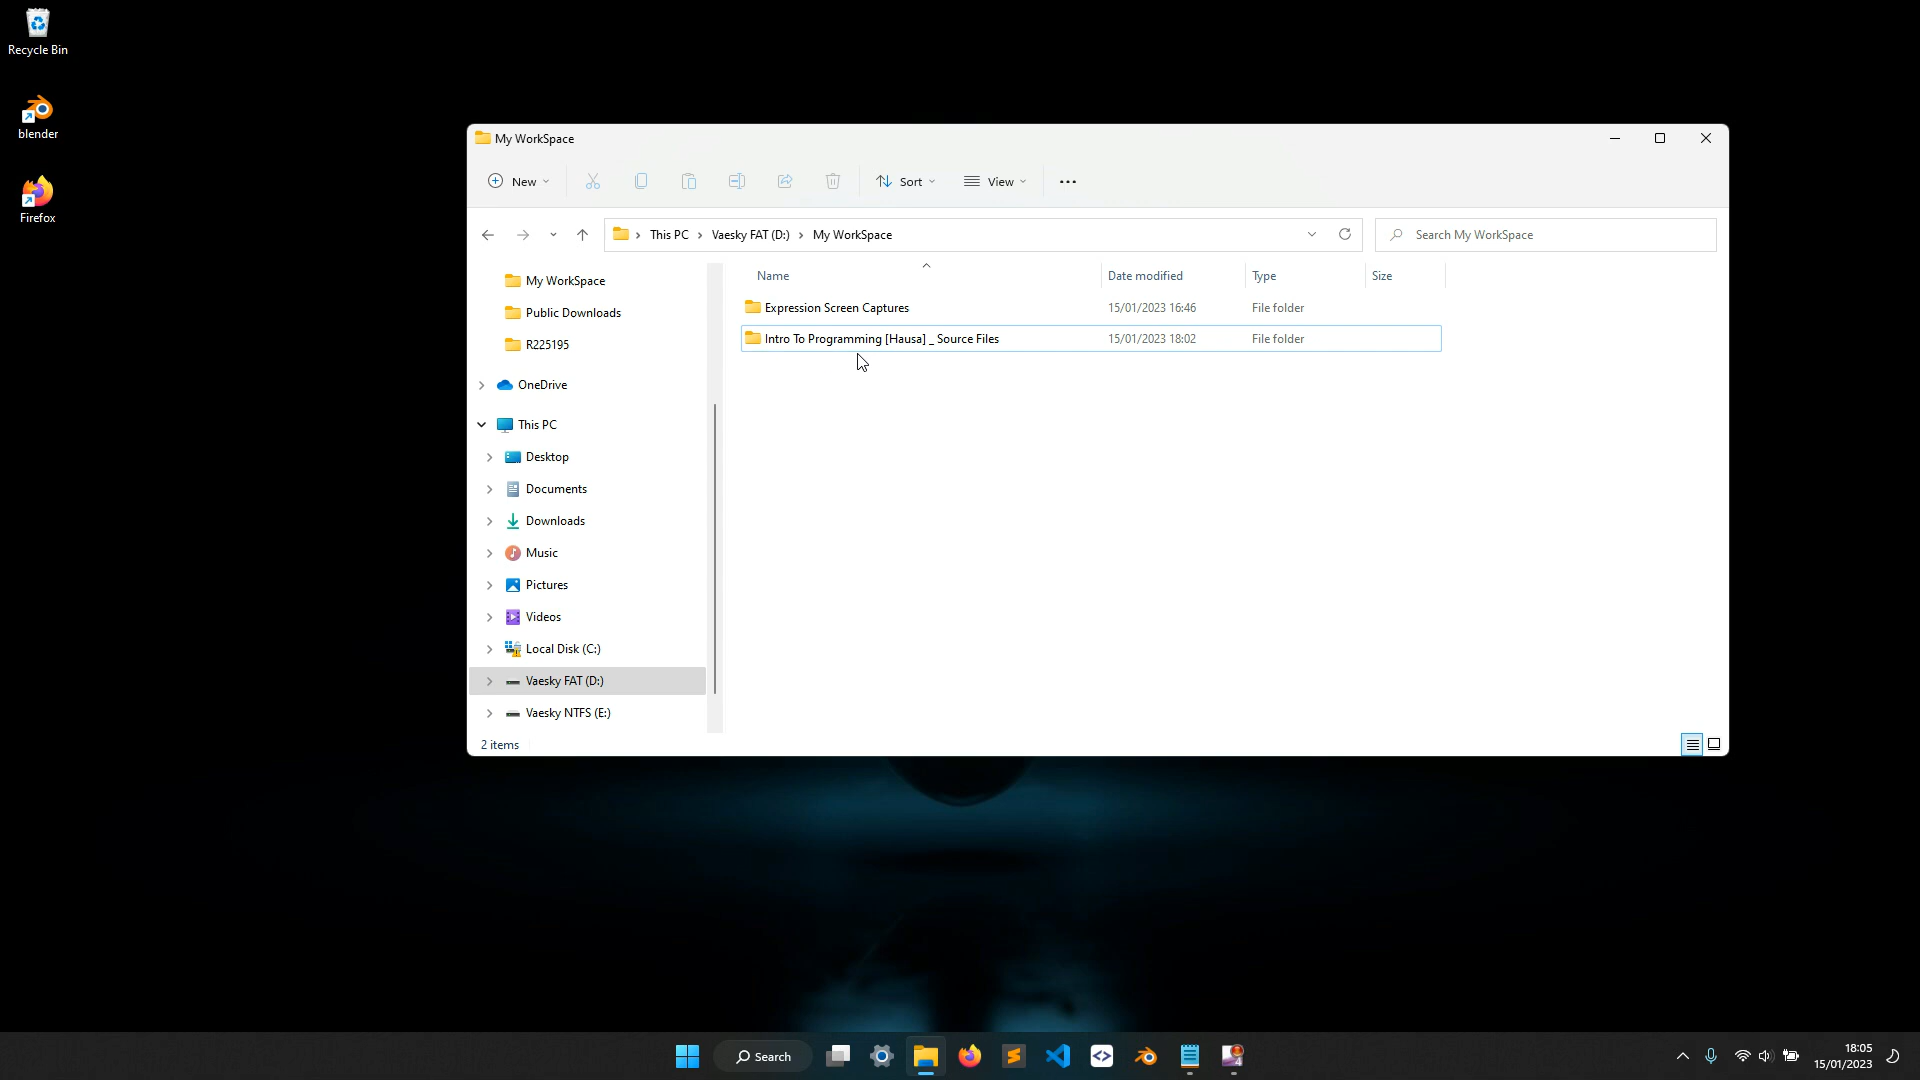 Recycle Bin
blender
Firefox
My WorkSpace
New
Sort
View
This PC
Vaesky FAT (D:)
My WorkSpace
Search My WorkSpace
My WorkSpace
Public Downloads
R225195
OneDrive
This PC
Desktop
Documents
Downloads
Music
Pictures
Videos
Local Disk (C:)
Vaesky FAT (D:)
Vaesky NTFS (E:)
Name Date modified Type Size
Expression Screen Captures 15/01/2023 16:46 File folder
Intro To Programming [Hausa] _ Source Files 15/01/2023 18:02 File folder
2 items
Search
4
18:05
15/01/2023